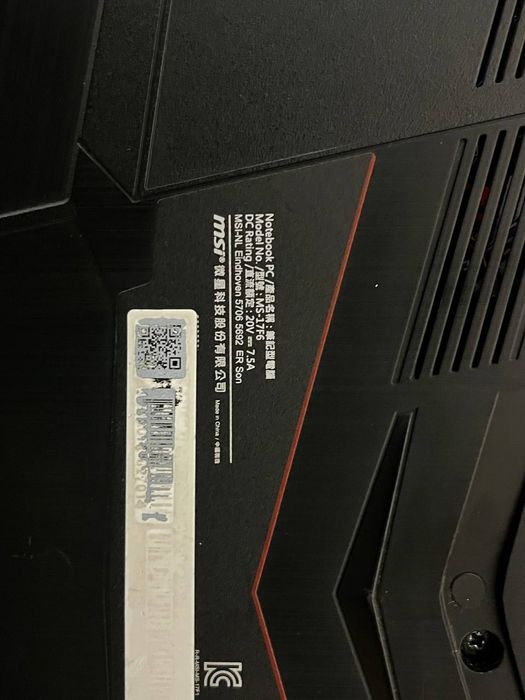 Notebook PC /產品名稱 : 筆記型電腦
Model No. /型號 : MS-17F6
DC Rating /直流額定 : 20V ⎓ 7.5A
MSI-NL Eindhoven 5706 5692 ER Son
msi® 微星科技股份有限公司 Made in China / 中國製造